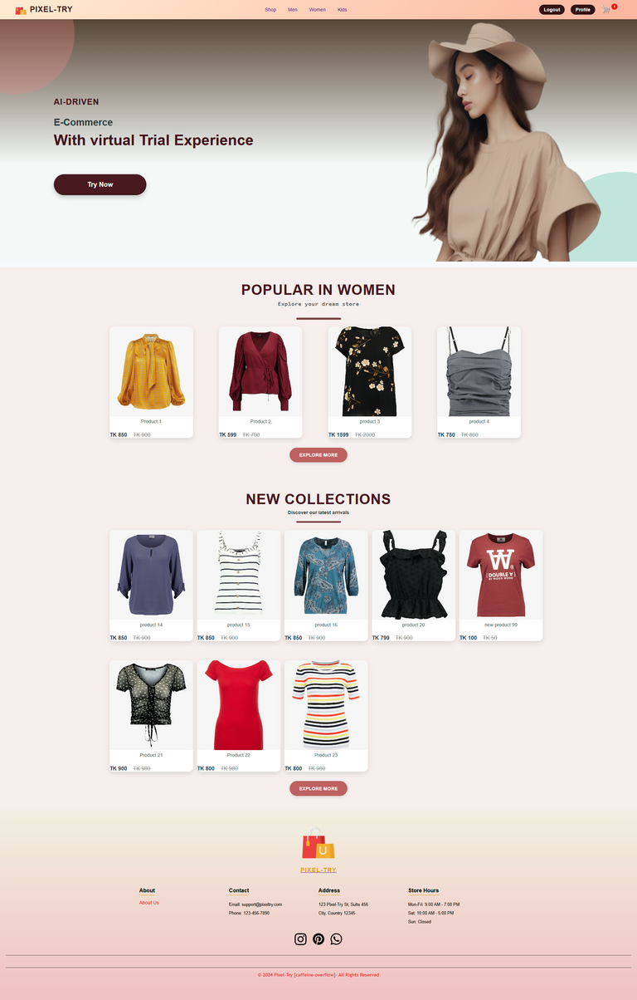 PIXEL-TRY
Shop Men Women Kids
Logout Profile 1
AI-DRIVEN
E-Commerce
With virtual Trial Experience
Try Now
POPULAR IN WOMEN
Explore your dream store
Product 1 Product 2 product 3 product 4
TK 850 TK 900 TK 599 TK 700 TK 1599 TK 2000 TK 750 TK 800
EXPLORE MORE
NEW COLLECTIONS
Discover our latest arrivals
W
DOUBLE A
BY WOOD WOOD
product 14 product 15 product 16 product 20 new product 99
TK 850 TK 900 TK 850 TK 900 TK 850 TK 900 TK 799 TK 900 TK 100 TK 50
Product 21 Product 22 Product 23
TK 900 TK 980 TK 800 TK 980 TK 800 TK 980
EXPLORE MORE
U
PIXEL-TRY
About Contact Address Store Hours
About Us Email: support@pixeltry.com 123 Pixel-Try St, Suite 456 Mon-Fri: 9:00 AM - 7:00 PM
Phone: 123-456-7890 City, Country 12345 Sat: 10:00 AM - 5:00 PM
Sun: Closed
© 2024 Pixel-Try [caffeine-overflow]- All Rights Reserved